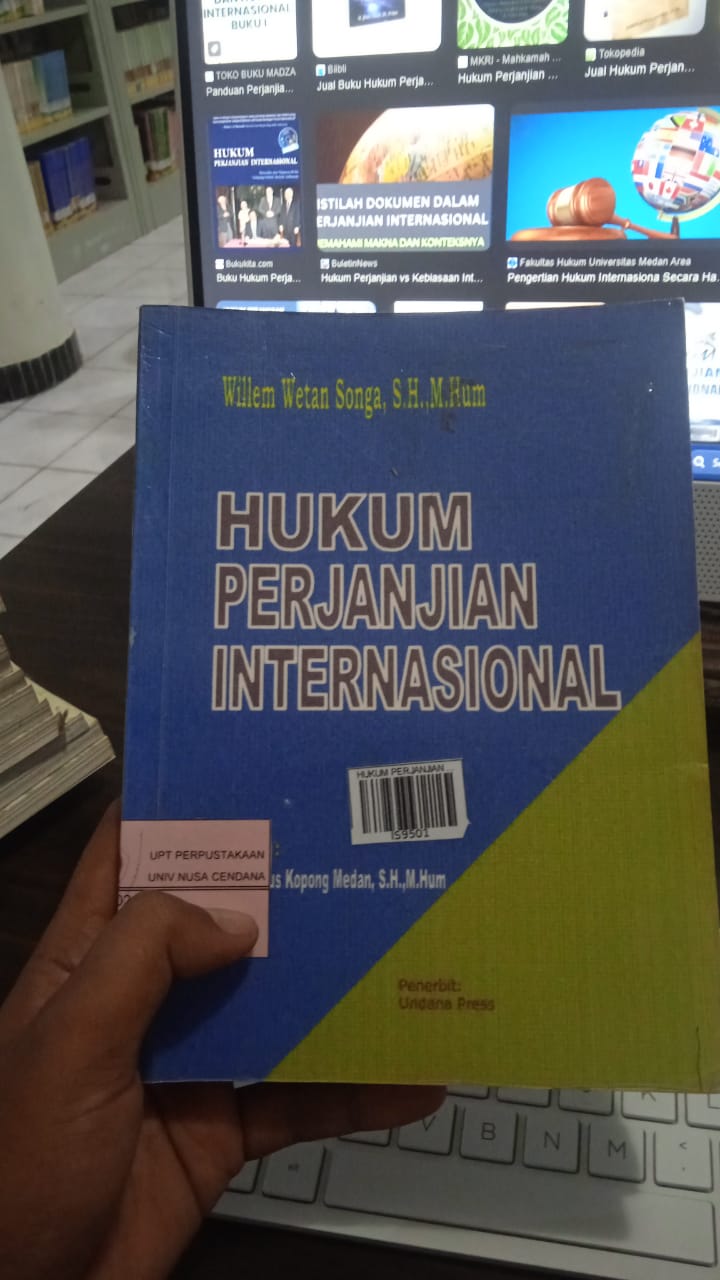 INTERNASIONAL
BUKU I
TOKO BUKU MADZA
Panduan Perjanjia...
Blibli
Jual Buku Hukum Perja...
MKRI - Mahkamah ...
Hukum Perjanjian ...
Tokopedia
Jual Hukum Perjan...
HUKUM
PERJANJIAN INTERNASIONAL
ISTILAH DOKUMEN DALAM
ERJANJIAN INTERNASIONAL
MEMAHAMI MAKNA DAN KONTEKSNYA
Bukukita.com
Buku Hukum Perja...
BuletinNews
Hukum Perjanjian vs Kebiasaan Int...
Fakultas Hukum Universitas Medan Area
Pengertian Hukum Internasiona Secara Ha...
Willem Wetan Songa, S.H.,M.Hum
HUKUM
PERJANJIAN
INTERNASIONAL
HUKUM PERJANJIAN
IS9501
UPT PERPUSTAKAAN
UNIV.NUSA CENDANA
us Kopong Medan, S.H.,M.Hum
Penerbit:
Undana Press
V B N M